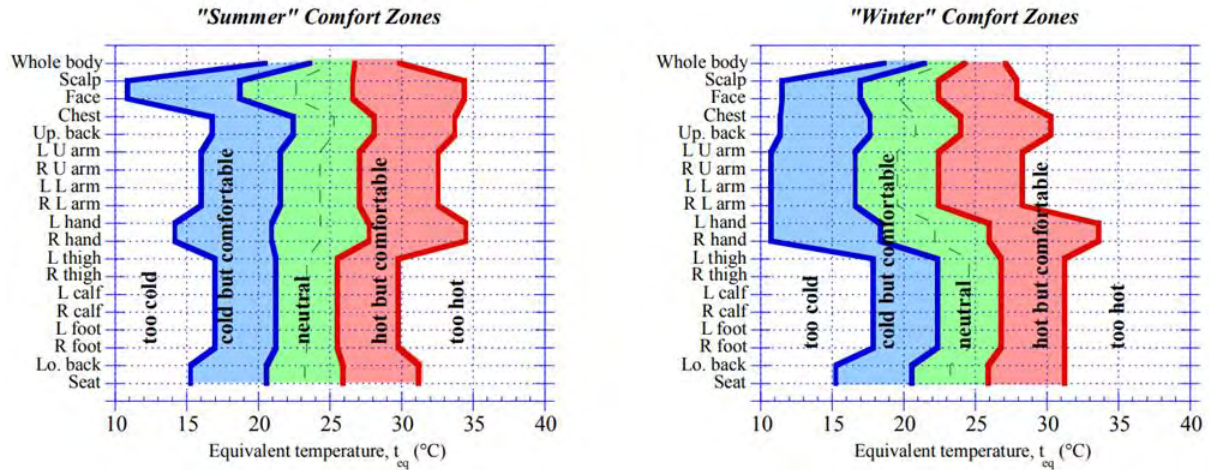 "Summer" Comfort Zones
Whole body
Scalp
Face
Chest
Up. back
L U arm
R U arm
L L arm
R L arm
L hand
R hand
L thigh
R thigh
L calf
R calf
L foot
R foot
Lo. back
Seat
too cold
cold but comfortable
neutral
hot but comfortable
too hot
10 15 20 25 30 35 40
Equivalent temperature, t_eq (°C)
"Winter" Comfort Zones
Whole body
Scalp
Face
Chest
Up. back
L U arm
R U arm
L L arm
R L arm
L hand
R hand
L thigh
R thigh
L calf
R calf
L foot
R foot
Lo. back
Seat
too cold
cold but comfortable
neutral
hot but comfortable
too hot
10 15 20 25 30 35 40
Equivalent temperature, t_eq (°C)